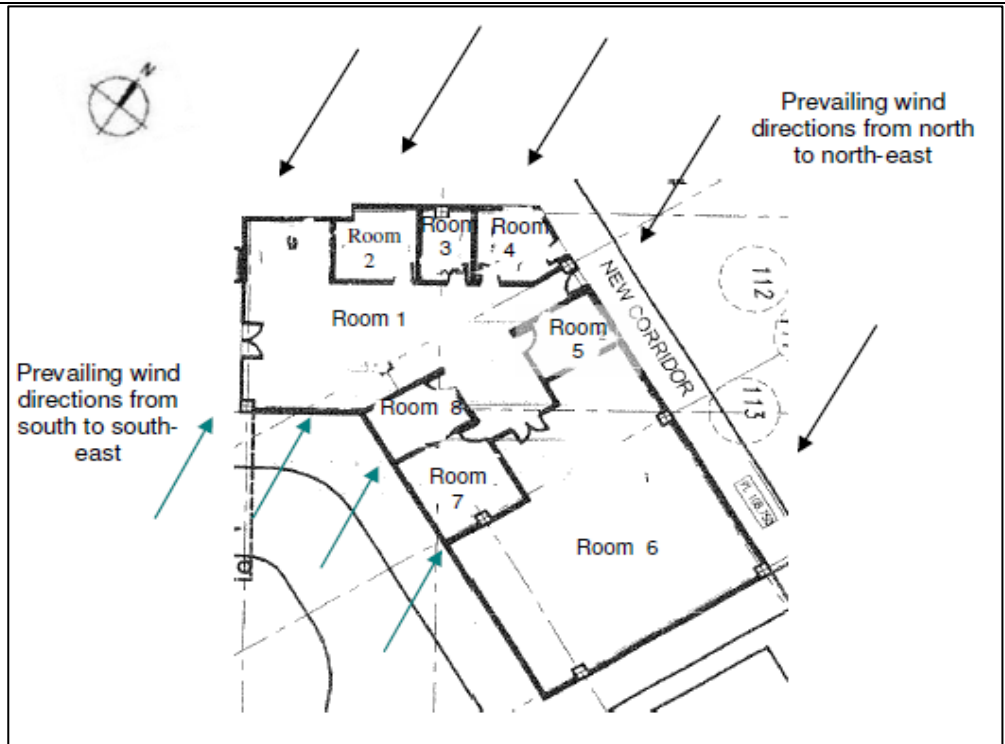 N
Prevailing wind
directions from north
to north-east
Room
2
Room
3
Room
4
112
NEW CORRIDOR
Room 1
Room
5
Prevailing wind
directions from
south to south-
east
Room 8
113
Room
7
Room 6